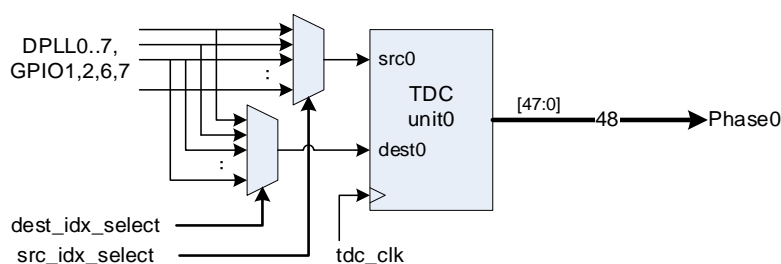 DPLL0..7,
GPIO1,2,6,7
:
:
src0
TDC
unit0
dest0
[47:0]
48
Phase0
dest_idx_select
src_idx_select
tdc_clk